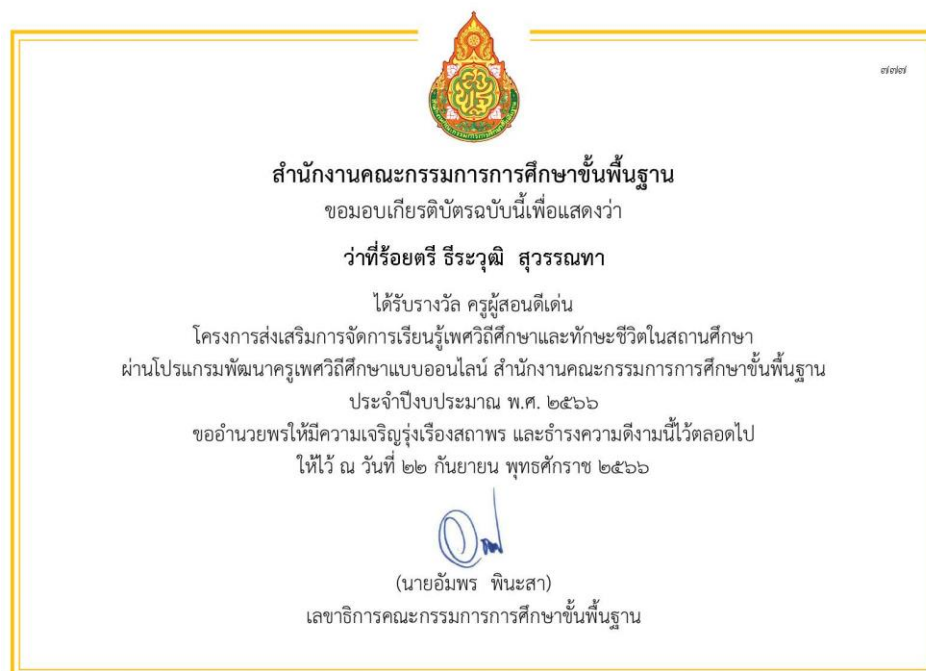 ๗๗๗
สำนักงานคณะกรรมการการศึกษาขั้นพื้นฐาน
ขอมอบเกียรติบัตรฉบับนี้เพื่อแสดงว่า
ว่าที่ร้อยตรี ธีระวุฒิ สุวรรณทา
ได้รับรางวัล ครูผู้สอนดีเด่น
โครงการส่งเสริมการจัดการเรียนรู้เพศวิถีศึกษาและทักษะชีวิตในสถานศึกษา
ผ่านโปรแกรมพัฒนาครูเพศวิถีศึกษาแบบออนไลน์ สำนักงานคณะกรรมการการศึกษาขั้นพื้นฐาน
ประจำปีงบประมาณ พ.ศ. ๒๕๖๖
ขออำนวยพรให้มีความเจริญรุ่งเรืองสถาพร และธำรงความดีงามนี้ไว้ตลอดไป
ให้ไว้ ณ วันที่ ๒๒ กันยายน พุทธศักราช ๒๕๖๖
(นายอัมพร พินะสา)
เลขาธิการคณะกรรมการการศึกษาขั้นพื้นฐาน